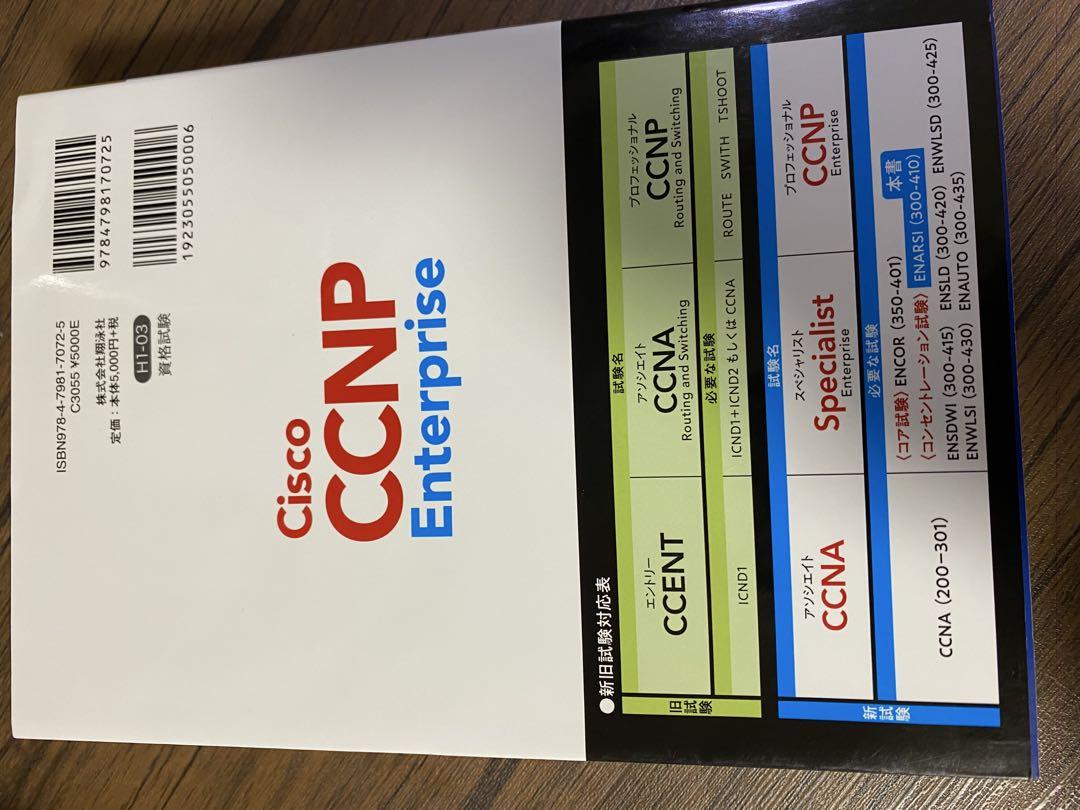 9784798170725
1923055050006
ISBN978-4-7981-7072-5
C3055 ¥5000E
株式会社翔泳社
定価：本体5,000円+税
H1-03
資格試験
Cisco
CCNP
Enterprise
●新旧試験対応表
旧試験
試験名
エントリー
CCENT
アソシエイト
CCNA
Routing and Switching
プロフェッショナル
CCNP
Routing and Switching
必要な試験
ICND1
ICND1+ICND2 もしくは CCNA
ROUTE SWITH TSHOOT
新試験
試験名
アソシエイト
CCNA
スペシャリスト
Specialist
Enterprise
プロフェッショナル
CCNP
Enterprise
必要な試験
CCNA（200-301）
〈コア試験〉ENCOR（350-401）
本書
〈コンセントレーション試験〉ENARSI（300-410）
ENSDWI（300-415） ENSLD（300-420） ENWLSD（300-425）
ENWLSI（300-430） ENAUTO（300-435）